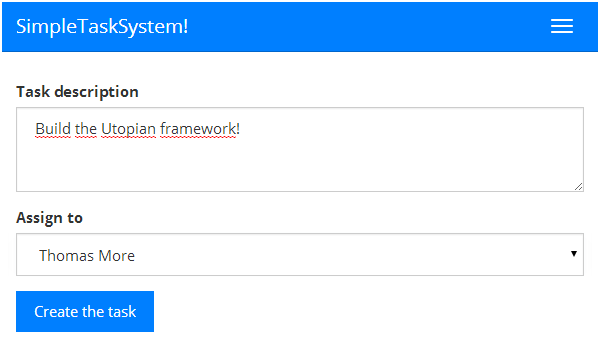 SimpleTaskSystem!
Task description
Build the Utopian framework!
Assign to
Thomas More
Create the task